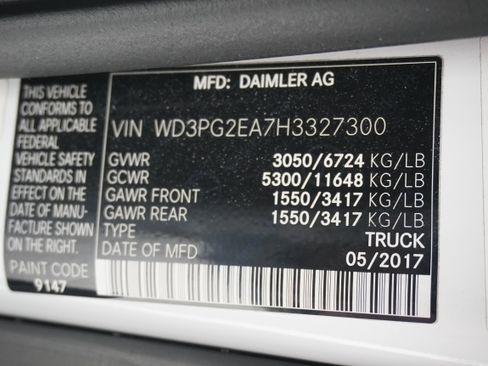 THIS VEHICLE
CONFORMS TO
ALL APPLICABLE
FEDERAL
VEHICLE SAFETY
STANDARDS IN
EFFECT ON THE
DATE OF MANU-
FACTURE SHOWN
ON THE RIGHT.
PAINT CODE
9147
MFD: DAIMLER AG
VIN WD3PG2EA7H3327300
GVWR 3050/6724 KG/LB
GCWR 5300/11648 KG/LB
GAWR FRONT 1550/3417 KG/LB
GAWR REAR 1550/3417 KG/LB
TYPE TRUCK
DATE OF MFD 05/2017